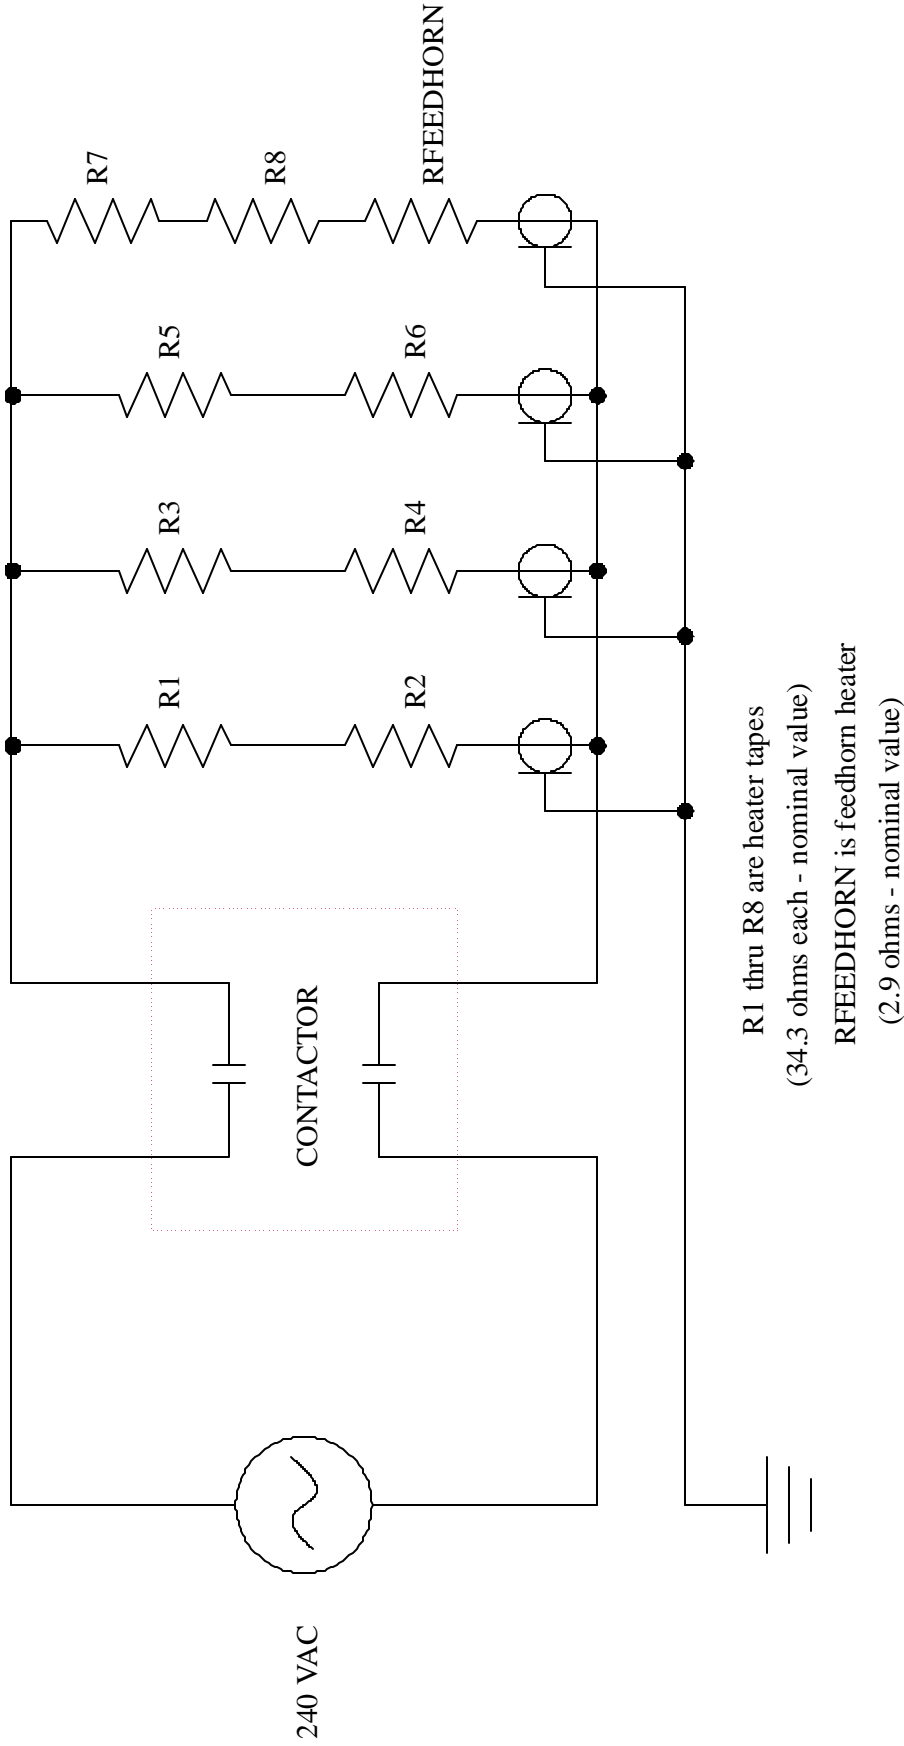 240 VAC
CONTACTOR
R1
R2
R3
R4
R5
R6
R7
R8
RFEEDHORN
R1 thru R8 are heater tapes
(34.3 ohms each - nominal value)
RFEEDHORN is feedhorn heater
(2.9 ohms - nominal value)